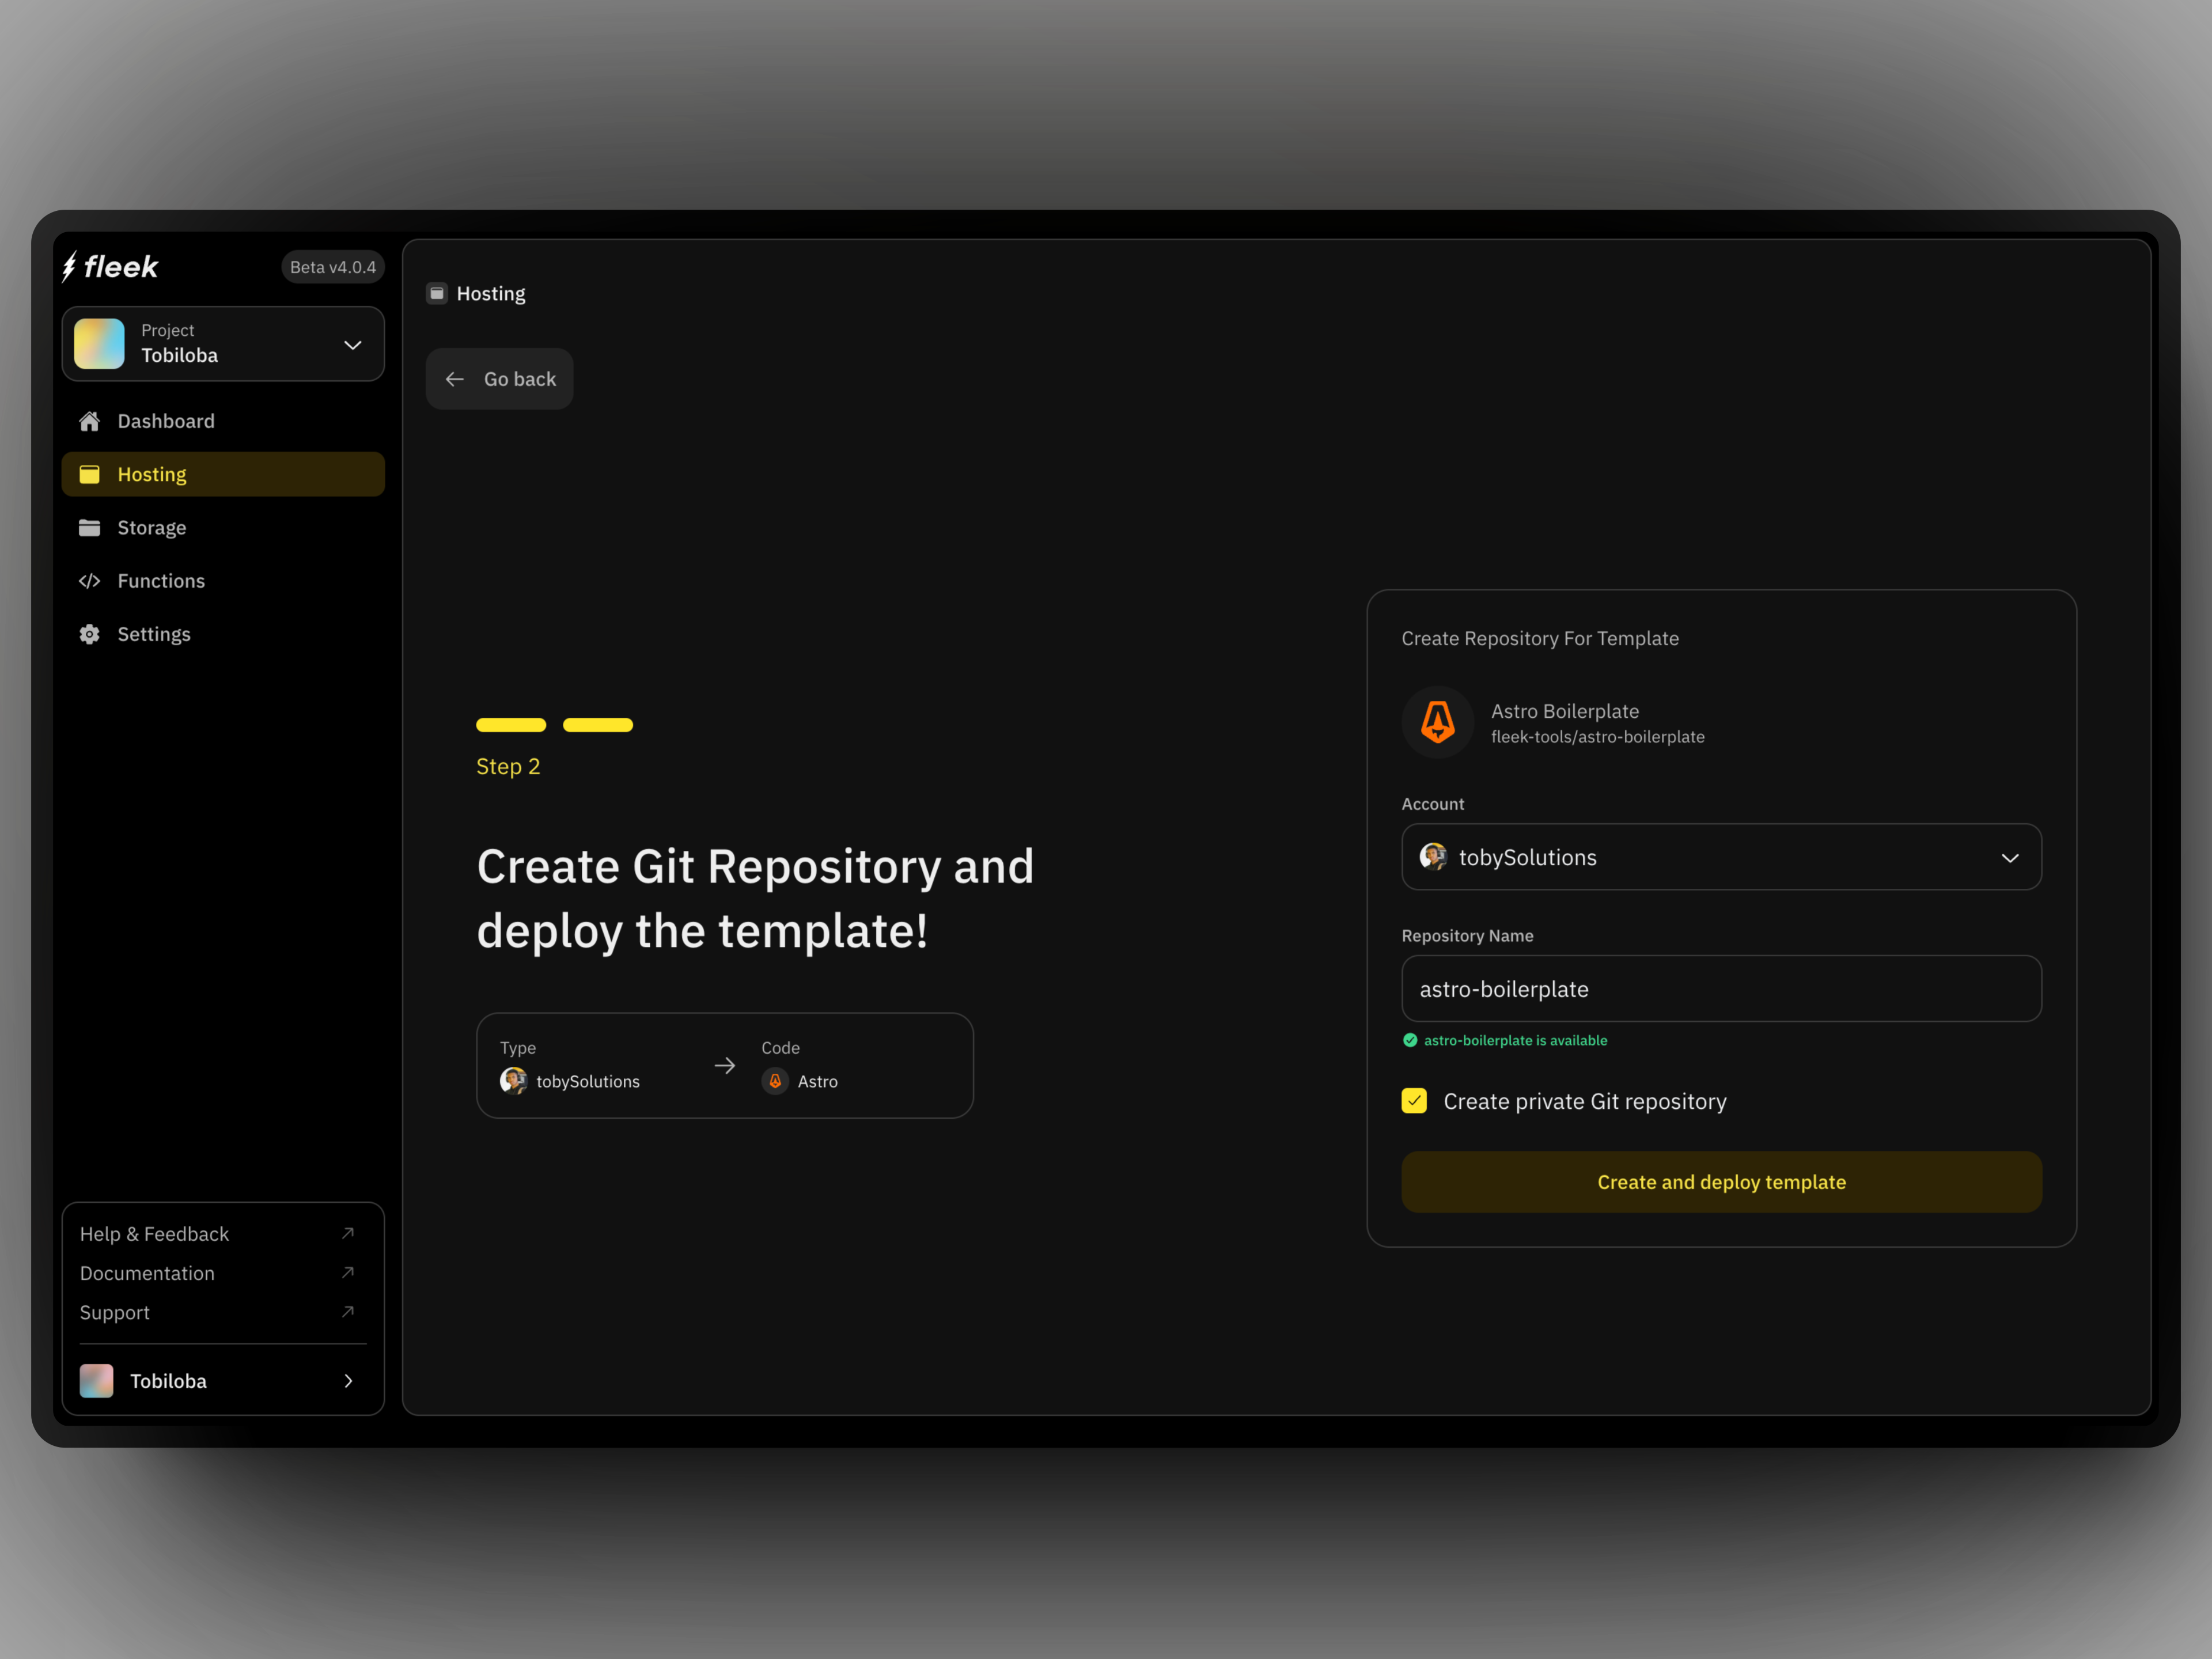 fleek
Beta v4.0.4
Project
Tobiloba
Dashboard
Hosting
Storage
Functions
Settings
Help & Feedback
Documentation
Support
Tobiloba
Hosting
Go back
Step 2
Create Git Repository and
deploy the template!
Type
tobySolutions
Code
Astro
Create Repository For Template
Astro Boilerplate
fleek-tools/astro-boilerplate
Account
tobySolutions
Repository Name
astro-boilerplate
astro-boilerplate is available
Create private Git repository
Create and deploy template